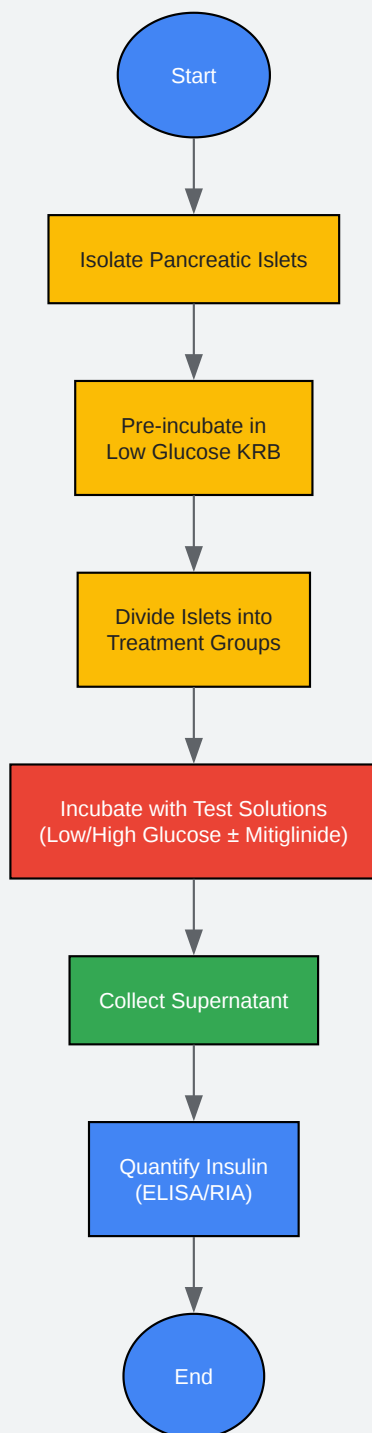 Start
Isolate Pancreatic Islets
Pre-incubate in
Low Glucose KRB
Divide Islets into
Treatment Groups
Incubate with Test Solutions
(Low/High Glucose ± Mitiglinide)
Collect Supernatant
Quantify Insulin
(ELISA/RIA)
End